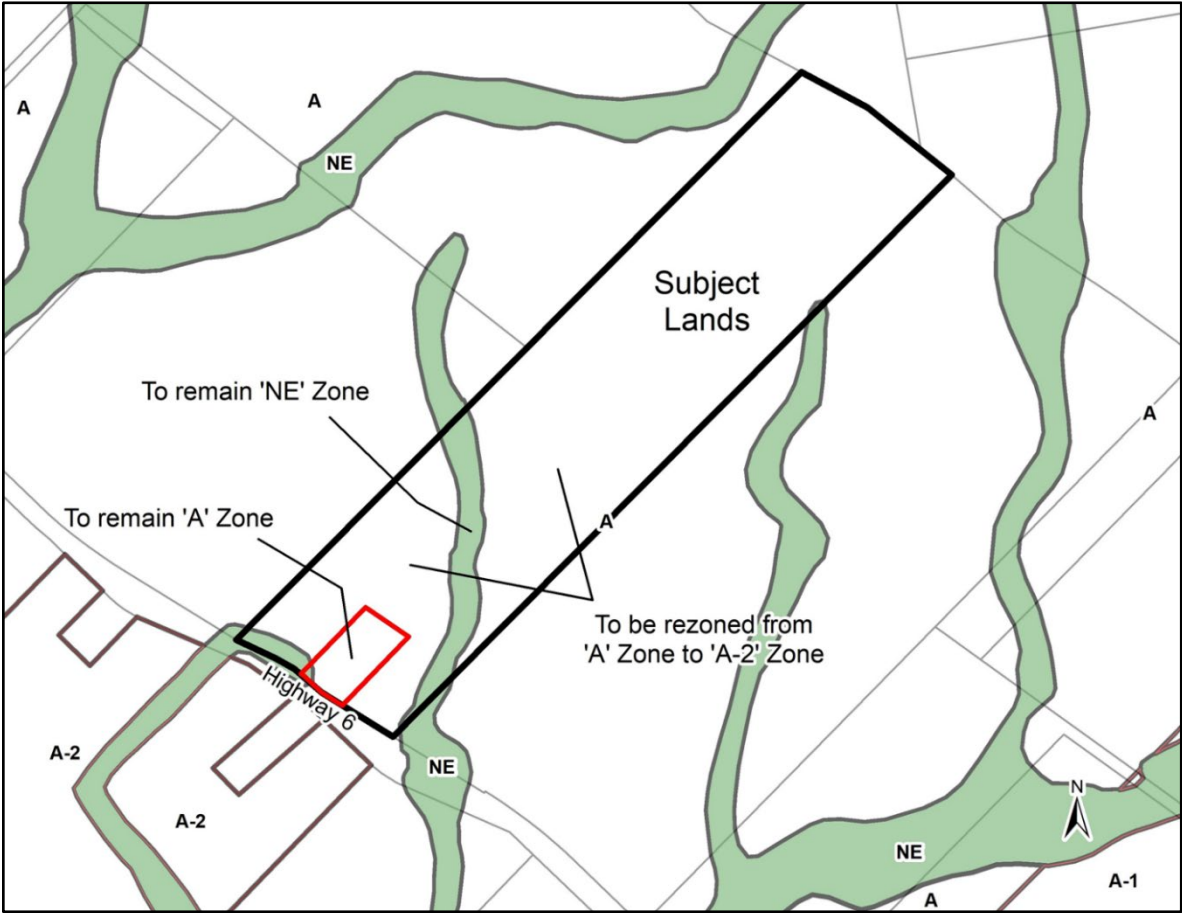 A
A
NE
Subject
Lands
To remain 'NE' Zone
A
To remain 'A' Zone
A
To be rezoned from
'A' Zone to 'A-2' Zone
Highway 6
A-2
NE
N
A-2
NE
A-1
A